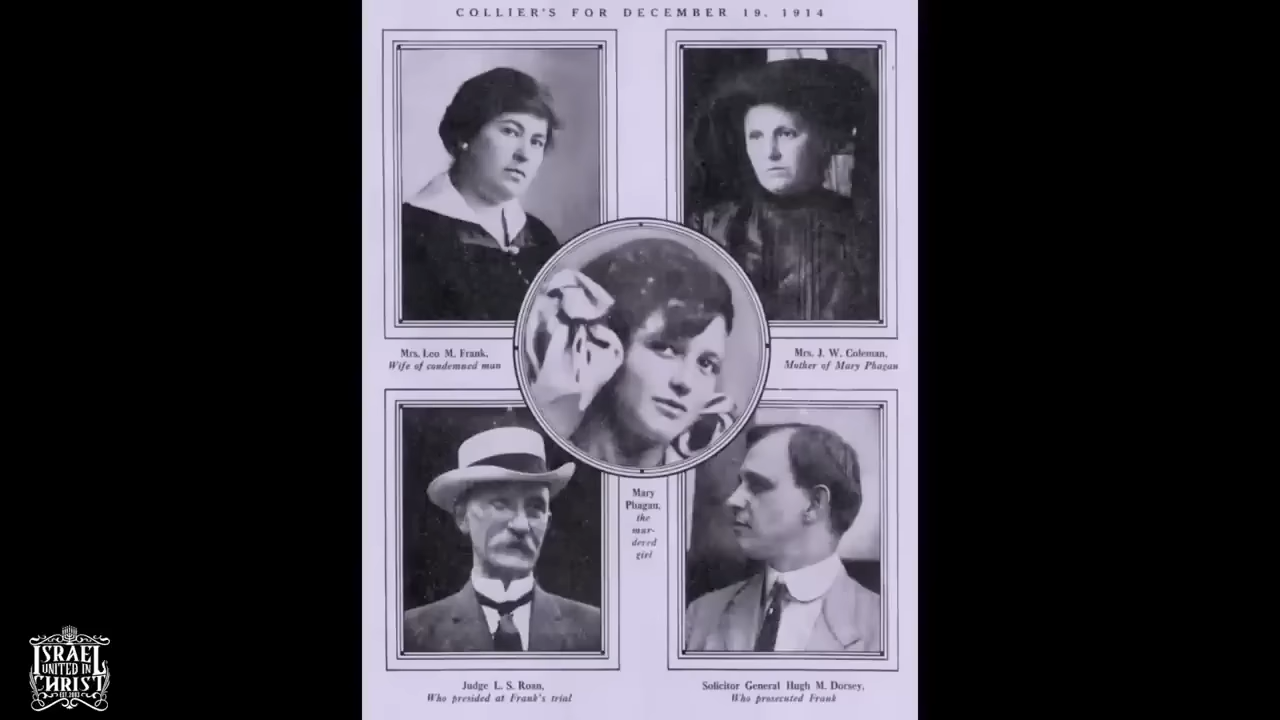 COLLIER'S FOR DECEMBER 19, 1914
Mrs. Leo M. Frank,
Wife of condemned man
Mrs. J. W. Coleman,
Mother of Mary Phagan
Mary
Phagan,
the
mur-
dered
girl
Judge L. S. Roan,
Who presided at Frank's trial
Solicitor General Hugh M. Dorsey,
Who prosecuted Frank
ISRAEL
UNITED IN
CHRIST
EST 2003